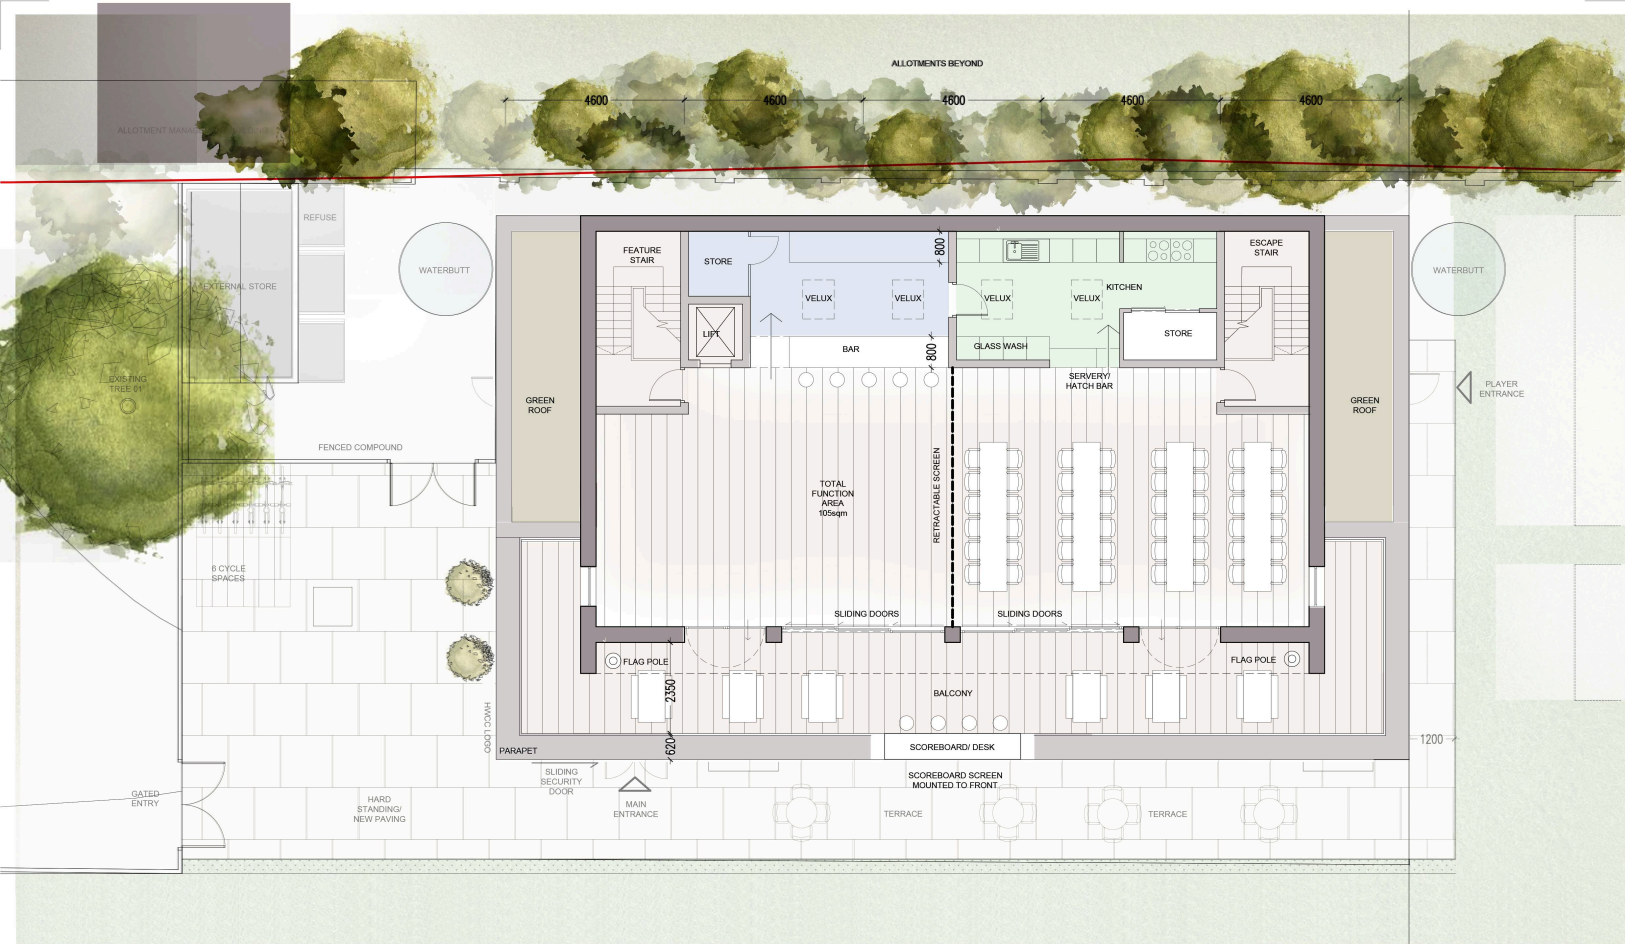 ALLOTMENTS BEYOND
4600
4600
4600
4600
4600
REFUSE
EXTERNAL STORE
WATERBUTT
EXISTING
TREE 01
FENCED COMPOUND
6 CYCLE
SPACES
GREEN
ROOF
FEATURE
STAIR
STORE
LIFT
VELUX
VELUX
BAR
800
800
VELUX
VELUX
KITCHEN
GLASS WASH
STORE
SERVERY/
HATCH BAR
ESCAPE
STAIR
GREEN
ROOF
WATERBUTT
PLAYER
ENTRANCE
TOTAL
FUNCTION
AREA
105sqm
RETRACTABLE SCREEN
SLIDING DOORS
SLIDING DOORS
FLAG POLE
FLAG POLE
2350
BALCONY
620
HWCC LOGO
PARAPET
SCOREBOARD/ DESK
SCOREBOARD SCREEN
MOUNTED TO FRONT
1200
SLIDING
SECURITY
DOOR
MAIN
ENTRANCE
GATED
ENTRY
HARD
STANDING/
NEW PAVING
TERRACE
TERRACE